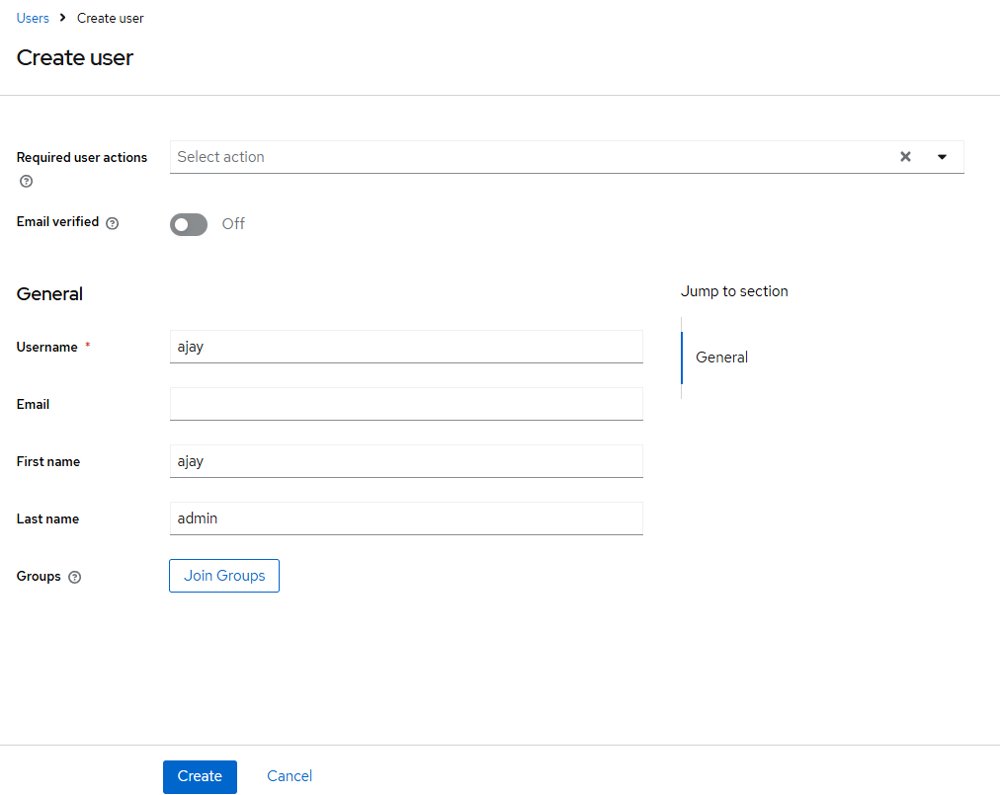 Users > Create user
Create user
Required user actions
Select action
Email verified
Off
General
Jump to section
Username *
ajay
General
Email
First name
ajay
Last name
admin
Groups
Join Groups
Create
Cancel